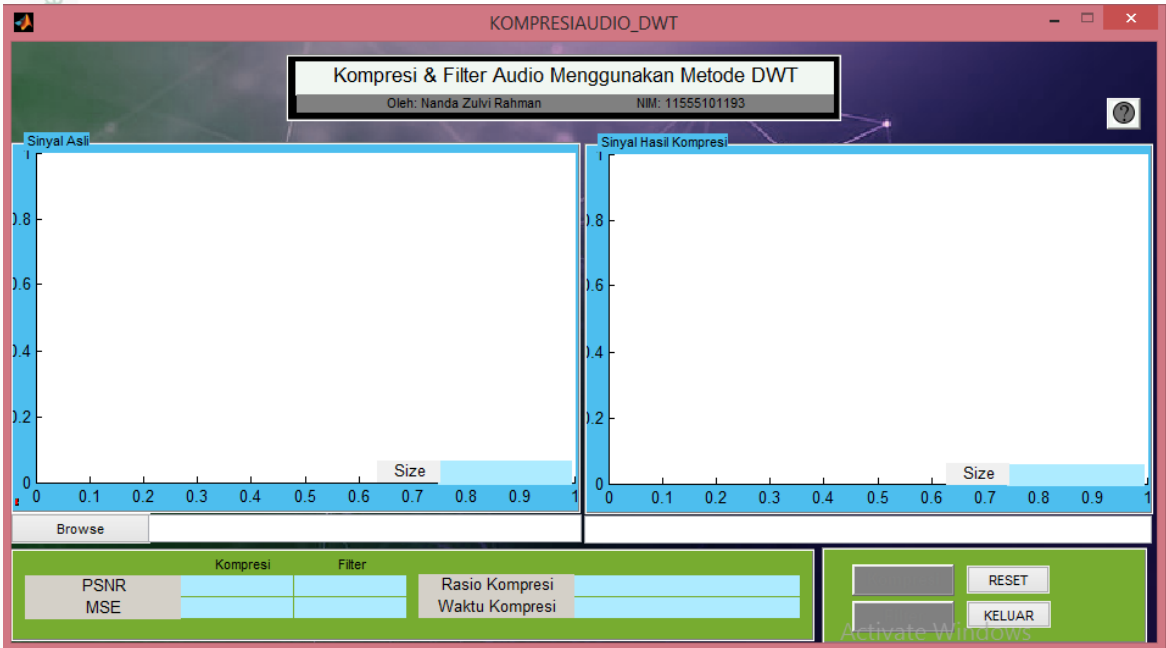 KOMPRESIAUDIO_DWT
Kompresi & Filter Audio Menggunakan Metode DWT
Oleh: Nanda Zulvi Rahman NIM: 11555101193
?
Sinyal Asli
1
0.8
0.6
0.4
0.2
0
0 0.1 0.2 0.3 0.4 0.5 0.6 0.7 0.8 0.9 1
Size
Sinyal Hasil Kompresi
1
0.8
0.6
0.4
0.2
0
0 0.1 0.2 0.3 0.4 0.5 0.6 0.7 0.8 0.9 1
Size
Browse
Kompresi Filter
PSNR
MSE
Rasio Kompresi
Waktu Kompresi
RESET
KELUAR
Activate Windows